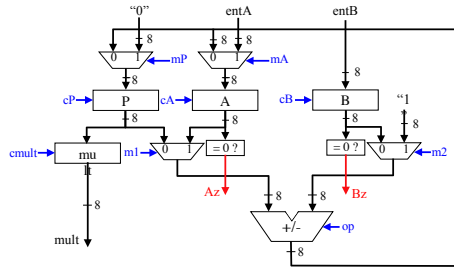 “0” entA entB
8 8 8
0 1 mP 0 1 mA
8 8 8
cP P cA A cB B “1
8 8 8 8
cmult mu lt m1 0 1 = 0 ? = 0 ? 0 1 m2
Az Bz
8 8 8
mult +/- op
8